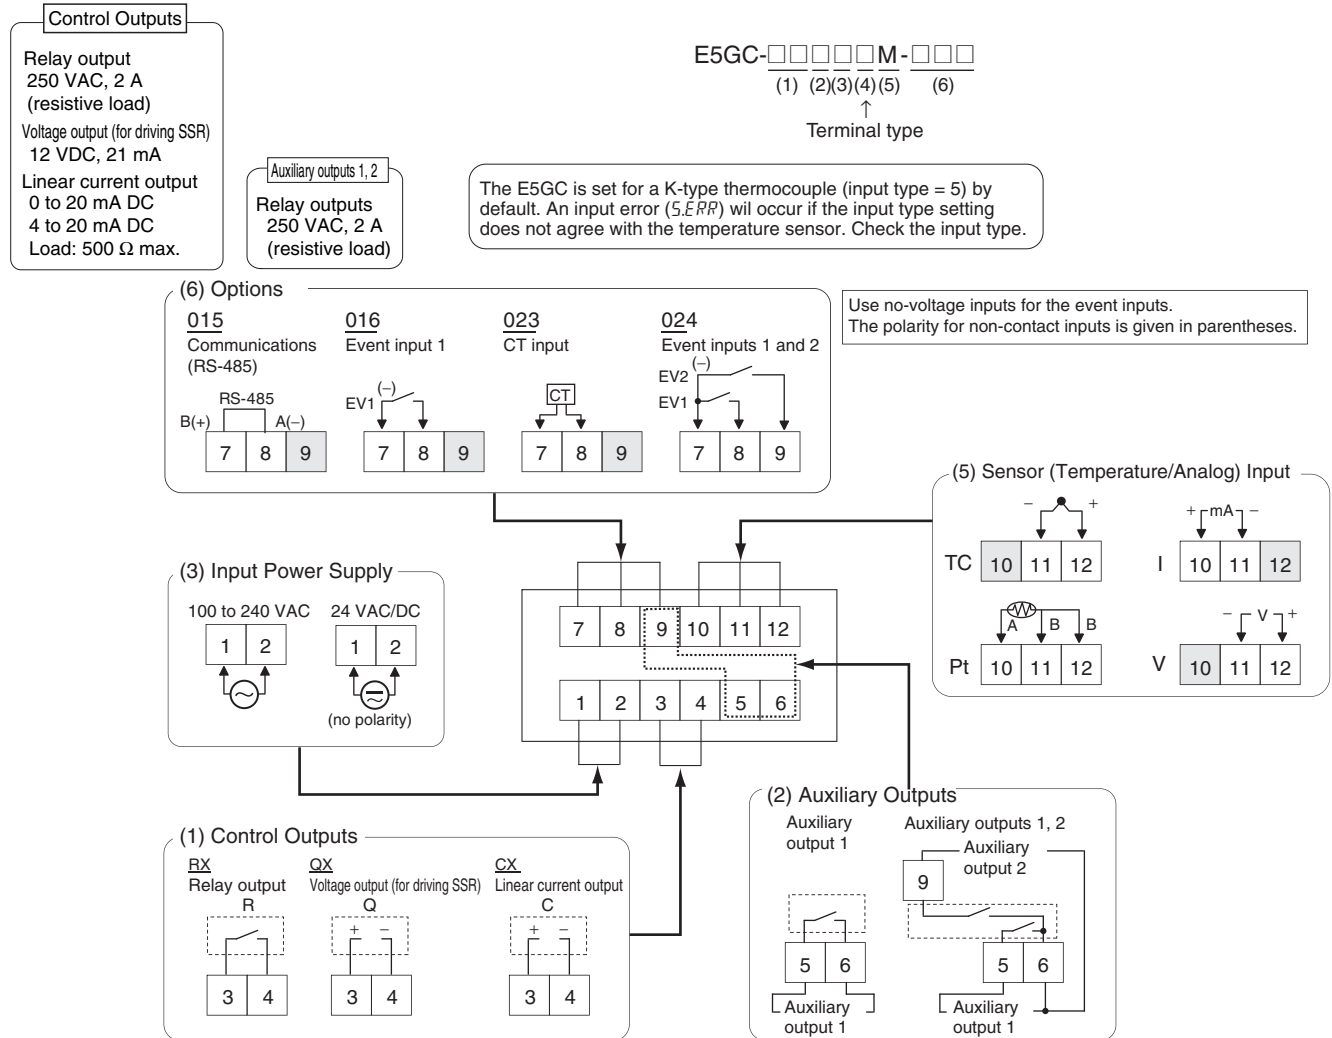 Control Outputs
Relay output
250 VAC, 2 A
(resistive load)
Voltage output (for driving SSR)
12 VDC, 21 mA
Linear current output
0 to 20 mA DC
4 to 20 mA DC
Load: 500 Ω max.
Auxiliary outputs 1, 2
Relay outputs
250 VAC, 2 A
(resistive load)
E5GC-□□□□□M-□□□
(1) (2)(3)(4)(5) (6)
↑
Terminal type
The E5GC is set for a K-type thermocouple (input type = 5) by
default. An input error (S.ERR) wil occur if the input type setting
does not agree with the temperature sensor. Check the input type.
(6) Options
015
Communications
(RS-485)
RS-485
B(+) A(−)
7 8 9
016
Event input 1
(−)
EV1
7 8 9
023
CT input
CT
7 8 9
024
Event inputs 1 and 2
(−)
EV2
EV1
7 8 9
Use no-voltage inputs for the event inputs.
The polarity for non-contact inputs is given in parentheses.
(5) Sensor (Temperature/Analog) Input
− +
TC 10 11 12
+ mA −
I 10 11 12
A B B
Pt 10 11 12
− V +
V 10 11 12
(3) Input Power Supply
100 to 240 VAC
1 2
24 VAC/DC
1 2
(no polarity)
7 8 9 10 11 12
1 2 3 4 5 6
(1) Control Outputs
RX
Relay output
R
3 4
QX
Voltage output (for driving SSR)
Q
+ −
3 4
CX
Linear current output
C
+ −
3 4
(2) Auxiliary Outputs
Auxiliary
output 1
5 6
Auxiliary
output 1
Auxiliary outputs 1, 2
Auxiliary
output 2
9
5 6
Auxiliary
output 1